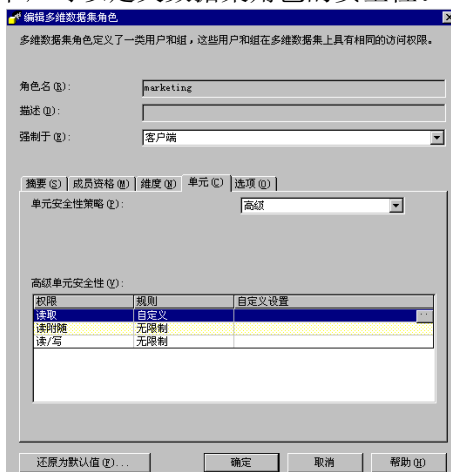 编辑多维数据集角色
多维数据集角色定义了一类用户和组，这些用户和组在多维数据集上具有相同的访问权限。
角色名(R): marketing
描述(D):
强制于(E): 客户端
摘要(S) 成员资格(M) 维度(N) 单元(C) 选项(O)
单元安全性策略(P): 高级
高级单元安全性(V):
权限 规则 自定义设置
读取 自定义
读附随 无限制
读/写 无限制
还原为默认值(F)... 确定 取消 帮助(H)